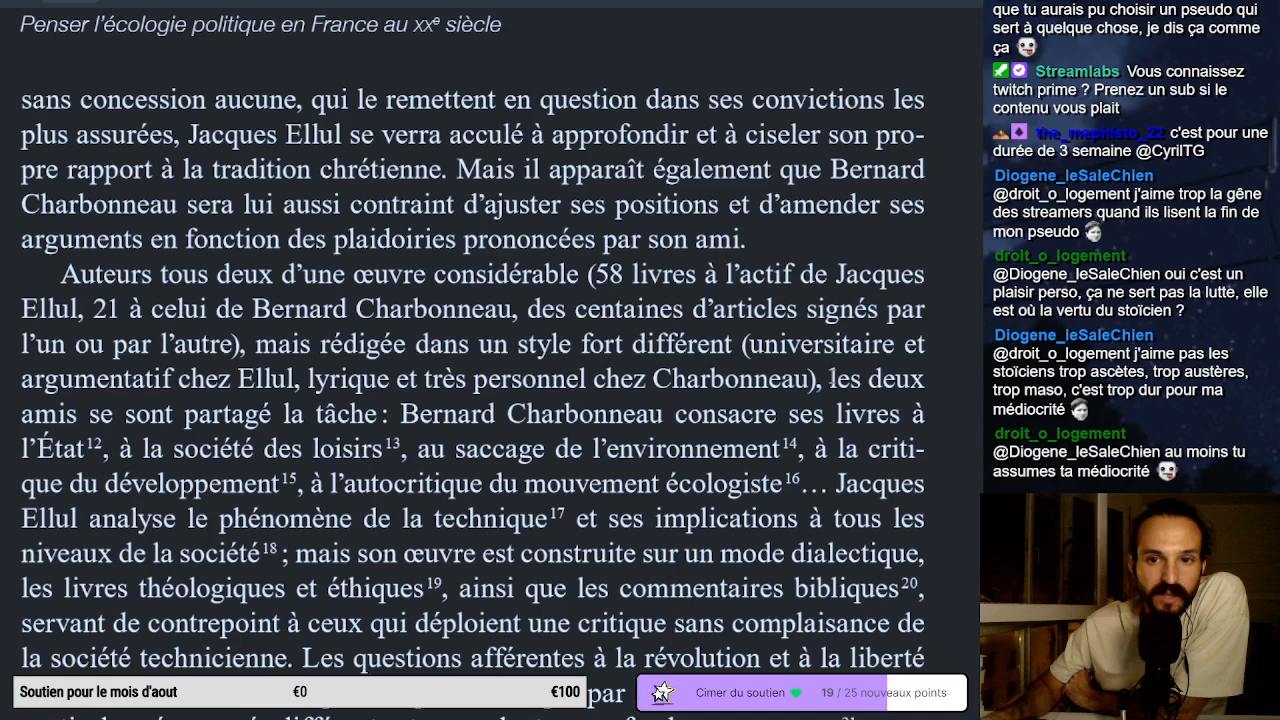 Penser l'écologie politique en France au XXe siècle
sans concession aucune, qui le remettent en question dans ses convictions les
plus assurées, Jacques Ellul se verra acculé à approfondir et à ciseler son pro-
pre rapport à la tradition chrétienne. Mais il apparaît également que Bernard
Charbonneau sera lui aussi contraint d'ajuster ses positions et d'amender ses
arguments en fonction des plaidoiries prononcées par son ami.
Auteurs tous deux d'une œuvre considérable (58 livres à l'actif de Jacques
Ellul, 21 à celui de Bernard Charbonneau, des centaines d'articles signés par
l'un ou par l'autre), mais rédigée dans un style fort différent (universitaire et
argumentatif chez Ellul, lyrique et très personnel chez Charbonneau), les deux
amis se sont partagé la tâche : Bernard Charbonneau consacre ses livres à
l'État12, à la société des loisirs13, au saccage de l'environnement14, à la criti-
que du développement15, à l'autocritique du mouvement écologiste16… Jacques
Ellul analyse le phénomène de la technique17 et ses implications à tous les
niveaux de la société18 ; mais son œuvre est construite sur un mode dialectique,
les livres théologiques et éthiques19, ainsi que les commentaires bibliques20,
servant de contrepoint à ceux qui déploient une critique sans complaisance de
la société technicienne. Les questions afférentes à la révolution et à la liberté
par
Soutien pour le mois d'aout €0 €100
Cimer du soutien 19 / 25 nouveaux points
que tu aurais pu choisir un pseudo qui
sert à quelque chose, je dis ça comme
ça
Streamlabs Vous connaissez
twitch prime ? Prenez un sub si le
contenu vous plait
the_mephisto_22 c'est pour une
durée de 3 semaine @CyrilTG
Diogene_leSaleChien
@droit_o_logement j'aime trop la gêne
des streamers quand ils lisent la fin de
mon pseudo
droit_o_logement
@Diogene_leSaleChien oui c'est un
plaisir perso, ça ne sert pas la lutte, elle
est où la vertu du stoïcien ?
Diogene_leSaleChien
@droit_o_logement j'aime pas les
stoïciens trop ascètes, trop austères,
trop maso, c'est trop dur pour ma
médiocrité
droit_o_logement
@Diogene_leSaleChien au moins tu
assumes ta médiocrité